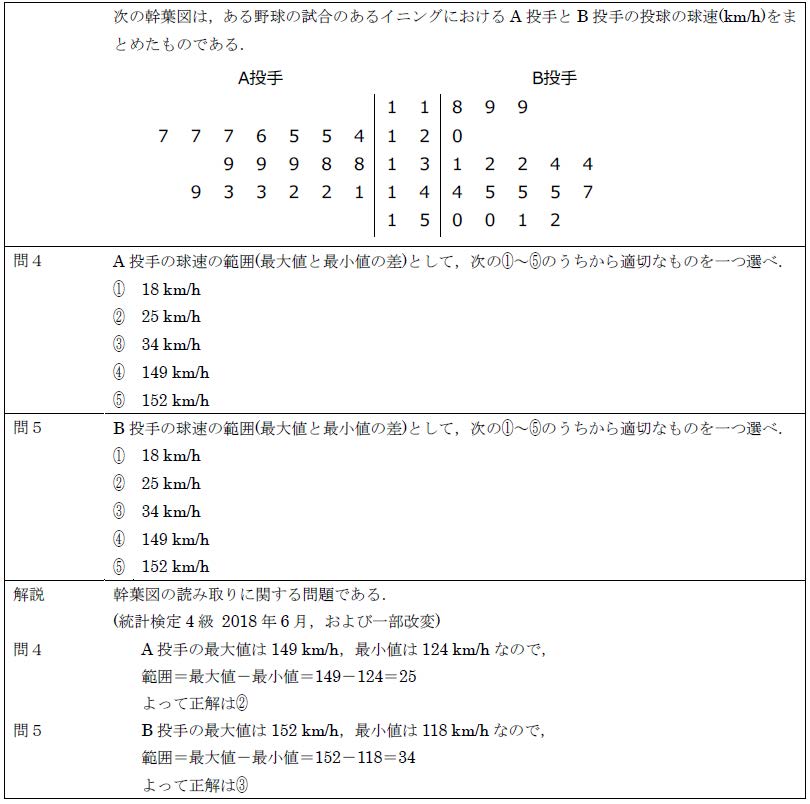 次の幹葉図は，ある野球の試合のあるイニングにおける A 投手と B 投手の投球の球速(km/h)をま
とめたものである．
A投手 B投手
1 1 8 9 9
7 7 7 6 5 5 4 1 2 0
9 9 9 8 8 1 3 1 2 2 4 4
9 3 3 2 2 1 1 4 4 5 5 5 7
1 5 0 0 1 2
問４ A 投手の球速の範囲(最大値と最小値の差)として，次の①～⑤のうちから適切なものを一つ選べ．
① 18 km/h
② 25 km/h
③ 34 km/h
④ 149 km/h
⑤ 152 km/h
問５ B 投手の球速の範囲(最大値と最小値の差)として，次の①～⑤のうちから適切なものを一つ選べ．
① 18 km/h
② 25 km/h
③ 34 km/h
④ 149 km/h
⑤ 152 km/h
解説 幹葉図の読み取りに関する問題である．
(統計検定 4 級 2018 年 6 月，および一部改変)
問４ A 投手の最大値は 149 km/h，最小値は 124 km/h なので，
範囲＝最大値－最小値＝149－124＝25
よって正解は②
問５ B 投手の最大値は 152 km/h，最小値は 118 km/h なので，
範囲＝最大値－最小値＝152－118＝34
よって正解は③